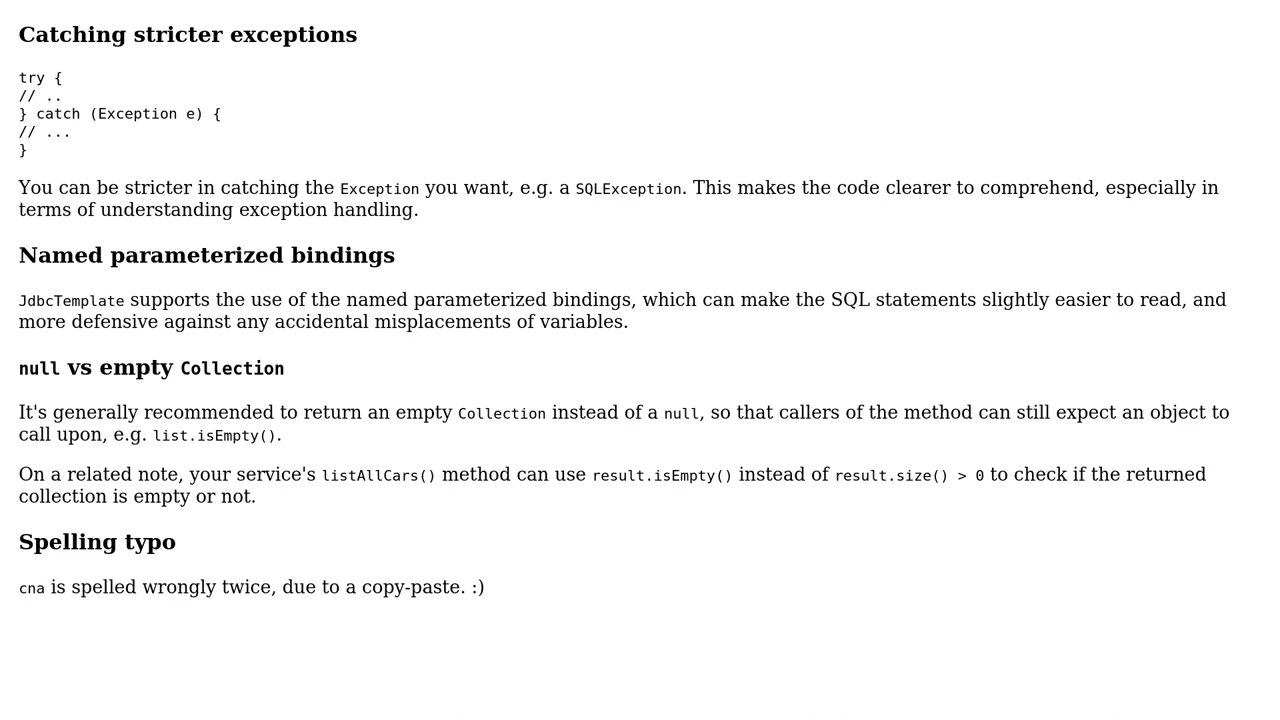 Catching stricter exceptions
try {
// ..
} catch (Exception e) {
// ...
}
You can be stricter in catching the Exception you want, e.g. a SQLException. This makes the code clearer to comprehend, especially in
terms of understanding exception handling.
Named parameterized bindings
JdbcTemplate supports the use of the named parameterized bindings, which can make the SQL statements slightly easier to read, and
more defensive against any accidental misplacements of variables.
null vs empty Collection
It's generally recommended to return an empty Collection instead of a null, so that callers of the method can still expect an object to
call upon, e.g. list.isEmpty().
On a related note, your service's listAllCars() method can use result.isEmpty() instead of result.size() > 0 to check if the returned
collection is empty or not.
Spelling typo
cna is spelled wrongly twice, due to a copy-paste. :)